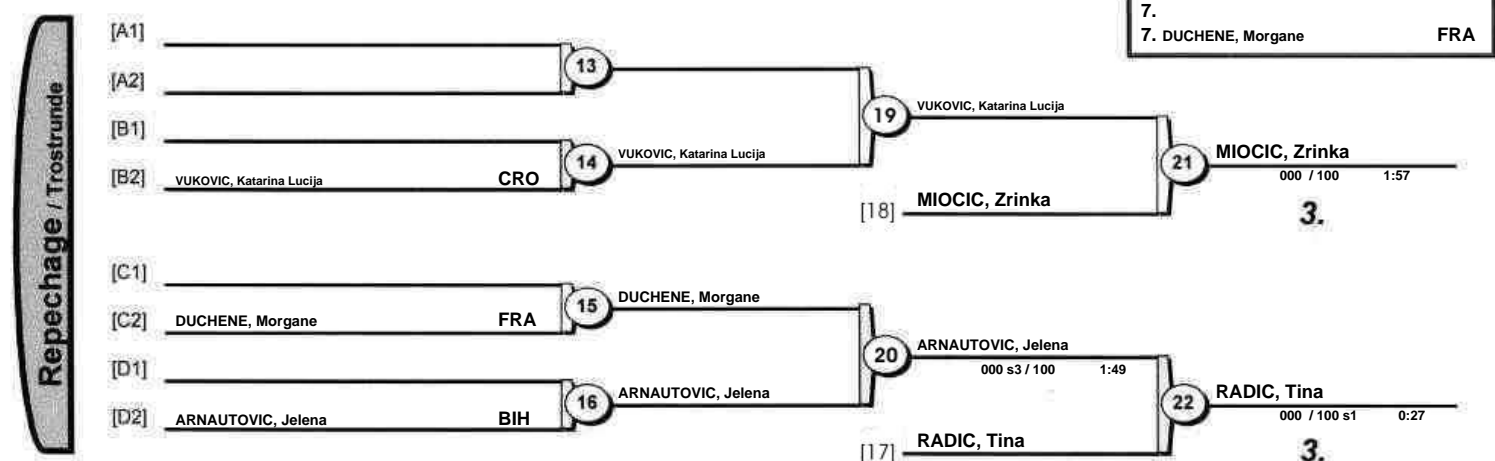 7.
7. DUCHENE, Morgane FRA
Repechage / Trostrunde
[A1]
13
[A2]
[B1]
19 VUKOVIC, Katarina Lucija
14 VUKOVIC, Katarina Lucija
21 MIOCIC, Zrinka
000 / 100 1:57
[B2] VUKOVIC, Katarina Lucija CRO
[18] MIOCIC, Zrinka
3.
[C1]
15 DUCHENE, Morgane
[C2] DUCHENE, Morgane FRA
20 ARNAUTOVIC, Jelena
000 s3 / 100 1:49
[D1]
16 ARNAUTOVIC, Jelena
22 RADIC, Tina
000 / 100 s1 0:27
[D2] ARNAUTOVIC, Jelena BIH
[17] RADIC, Tina
3.